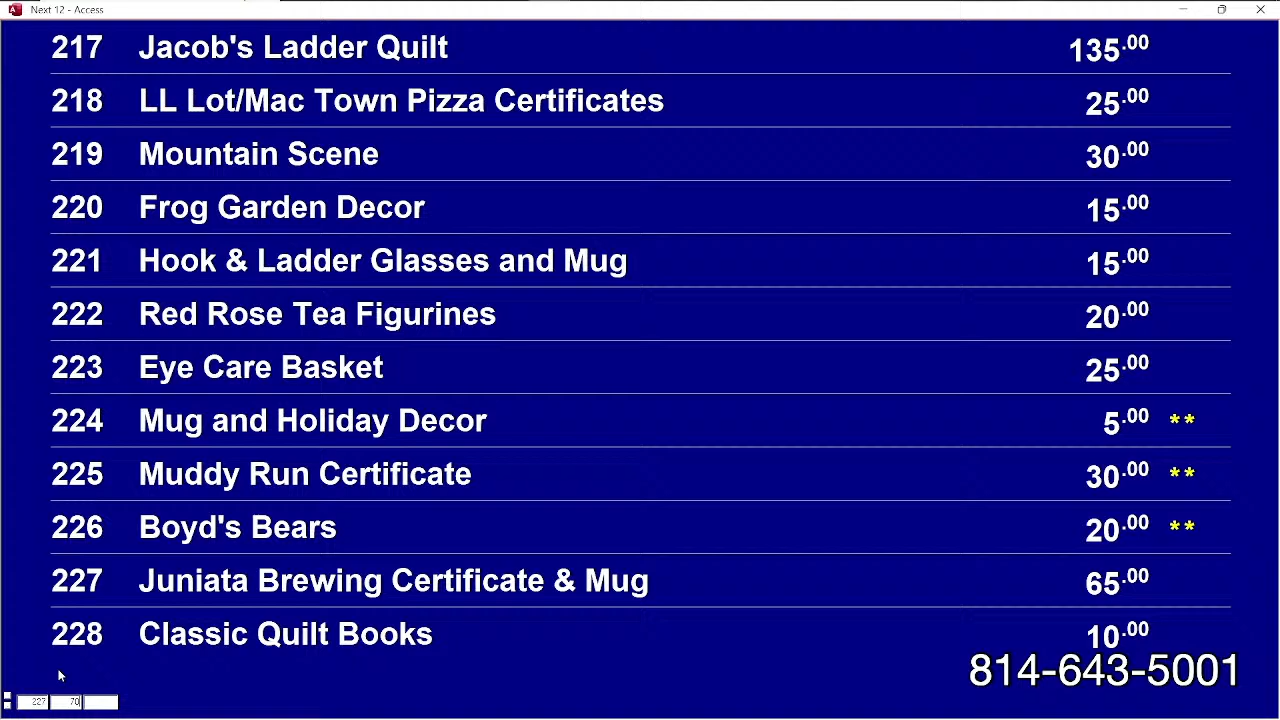 Next 12 - Access
217 Jacob's Ladder Quilt 135.00
218 LL Lot/Mac Town Pizza Certificates 25.00
219 Mountain Scene 30.00
220 Frog Garden Decor 15.00
221 Hook & Ladder Glasses and Mug 15.00
222 Red Rose Tea Figurines 20.00
223 Eye Care Basket 25.00
224 Mug and Holiday Decor 5.00 **
225 Muddy Run Certificate 30.00 **
226 Boyd's Bears 20.00 **
227 Juniata Brewing Certificate & Mug 65.00
228 Classic Quilt Books 10.00
814-643-5001
227 70